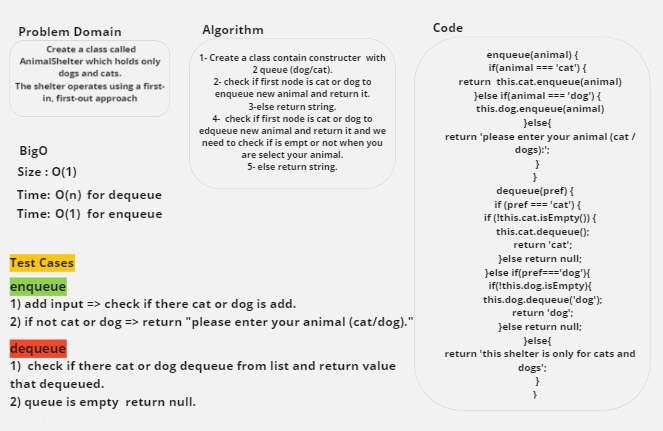 Problem Domain
Create a class called
AnimalShelter which holds only
dogs and cats.
The shelter operates using a first-
in, first-out approach
BigO
Size : O(1)
Time: O(n) for dequeue
Time: O(1) for enqueue
Algorithm
1- Create a class contain constructer with
2 queue (dog/cat).
2- check if first node is cat or dog to
enqueue new animal and return it.
3-else return string.
4- check if first node is cat or dog to
edqueue new animal and return it and we
need to check if is empt or not when you
are select your animal.
5- else return string.
Code
enqueue(animal) {
if(animal === 'cat') {
return this.cat.enqueue(animal)
}else if(animal === 'dog') {
this.dog.enqueue(animal)
}else{
return 'please enter your animal (cat /
dogs):';
}
}
dequeue(pref) {
if (pref === 'cat') {
if (!this.cat.isEmpty()) {
this.cat.dequeue();
return 'cat';
}else return null;
}else if(pref==='dog'){
if(!this.dog.isEmpty){
this.dog.dequeue('dog');
return 'dog';
}else return null;
}else{
return 'this shelter is only for cats and
dogs';
}
}
Test Cases
enqueue
1) add input => check if there cat or dog is add.
2) if not cat or dog => return "please enter your animal (cat/dog)."
dequeue
1) check if there cat or dog dequeue from list and return value
that dequeued.
2) queue is empty return null.